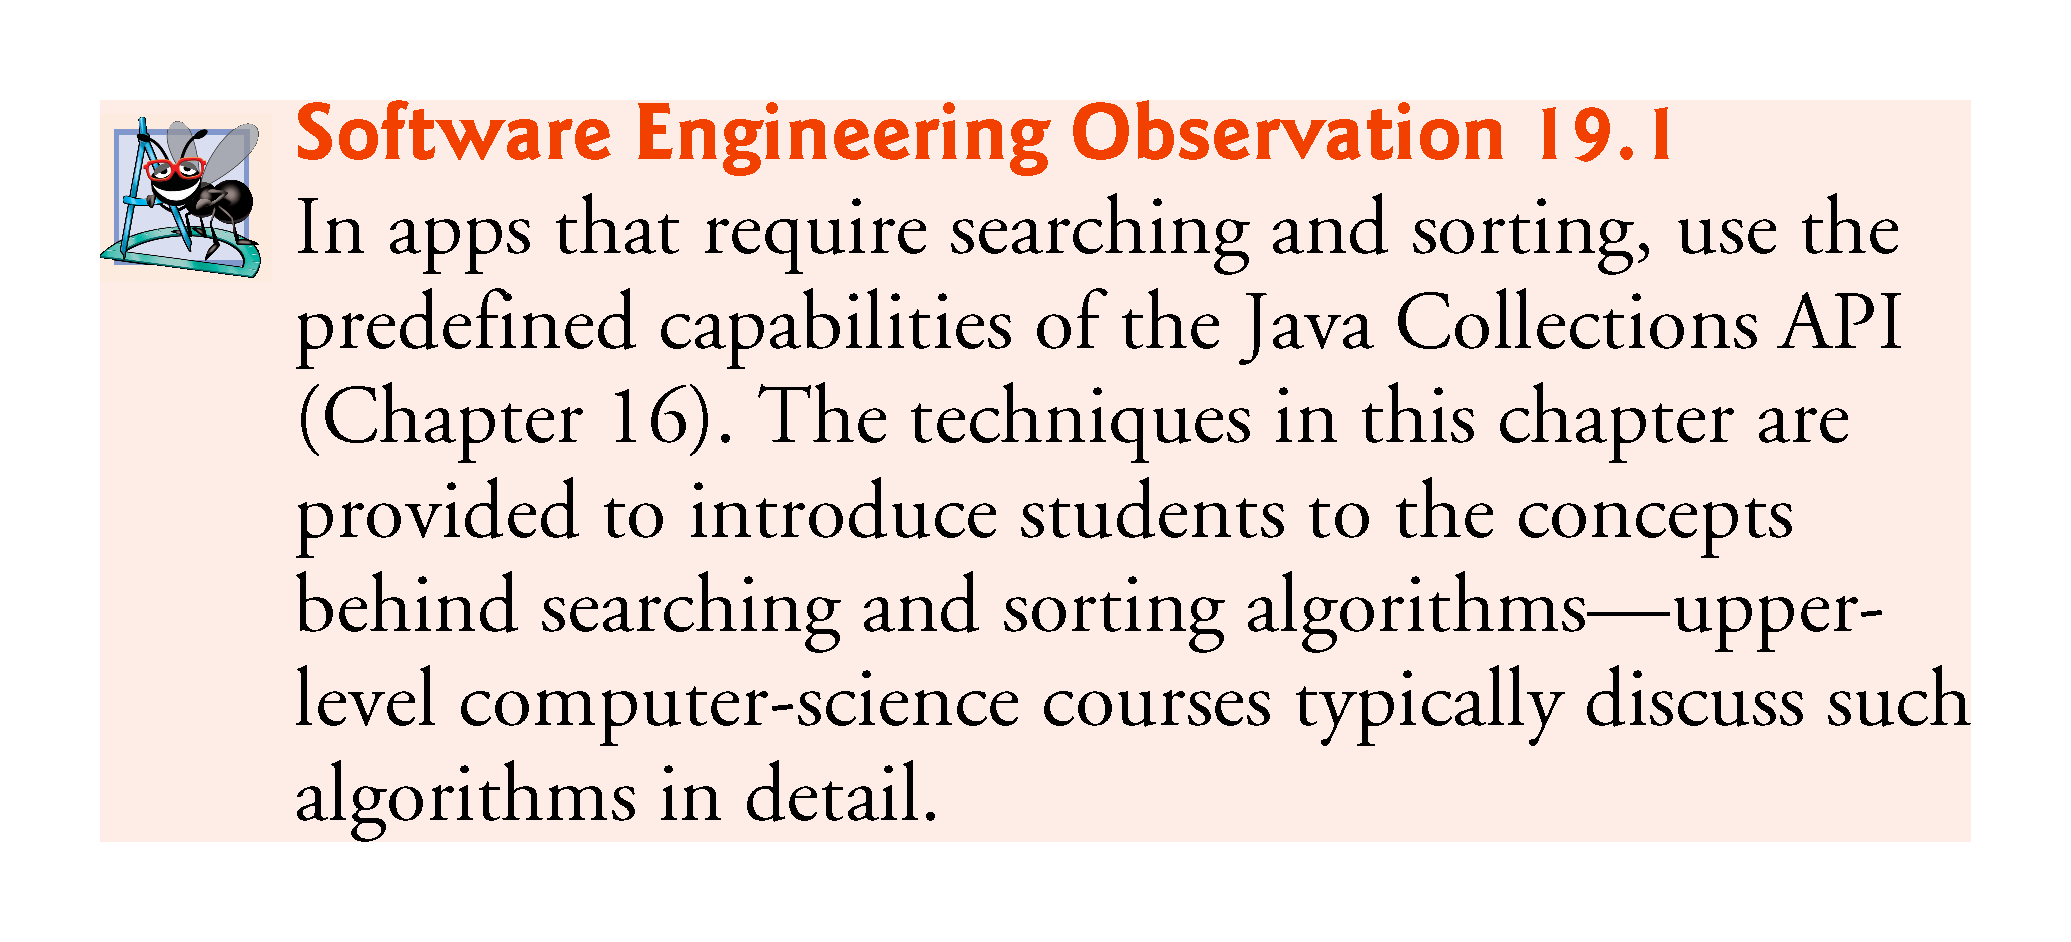 Software Engineering Observation 19.1
In apps that require searching and sorting, use the
predefined capabilities of the Java Collections API
(Chapter 16). The techniques in this chapter are
provided to introduce students to the concepts
behind searching and sorting algorithms—upper-
level computer-science courses typically discuss such
algorithms in detail.